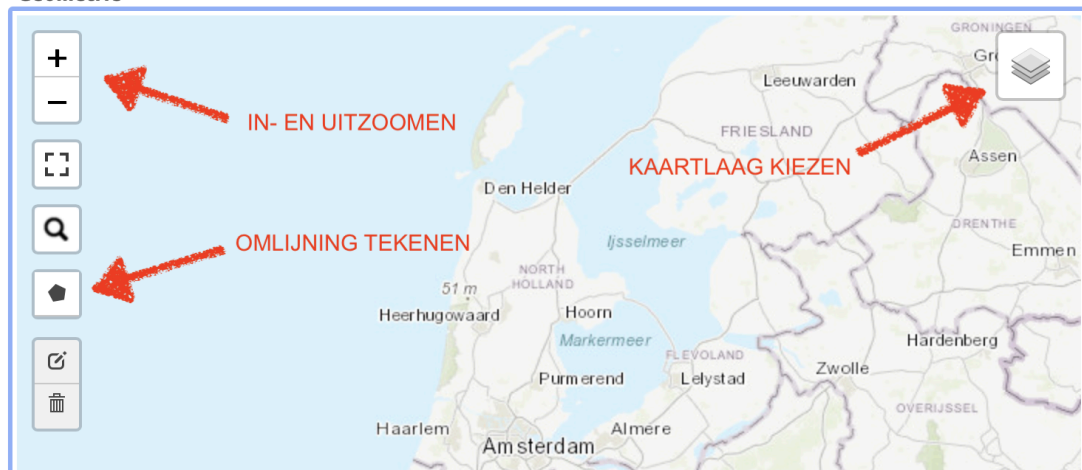 GRONINGEN
Leeuwarden
IN- EN UITZOOMEN
FRIESLAND
KAARTLAAG KIEZEN
Assen
Den Helder
DRENTHE
OMLIJNING TEKENEN
Ijsselmeer
Emmen
NORTH
HOLLAND
51 m
Heerhugowaard
Hoorn
Markermeer
Hardenberg
FLEVOLAND
Zwolle
Purmerend
Lelystad
OVERIJSSEL
Haarlem
Almere
Amsterdam